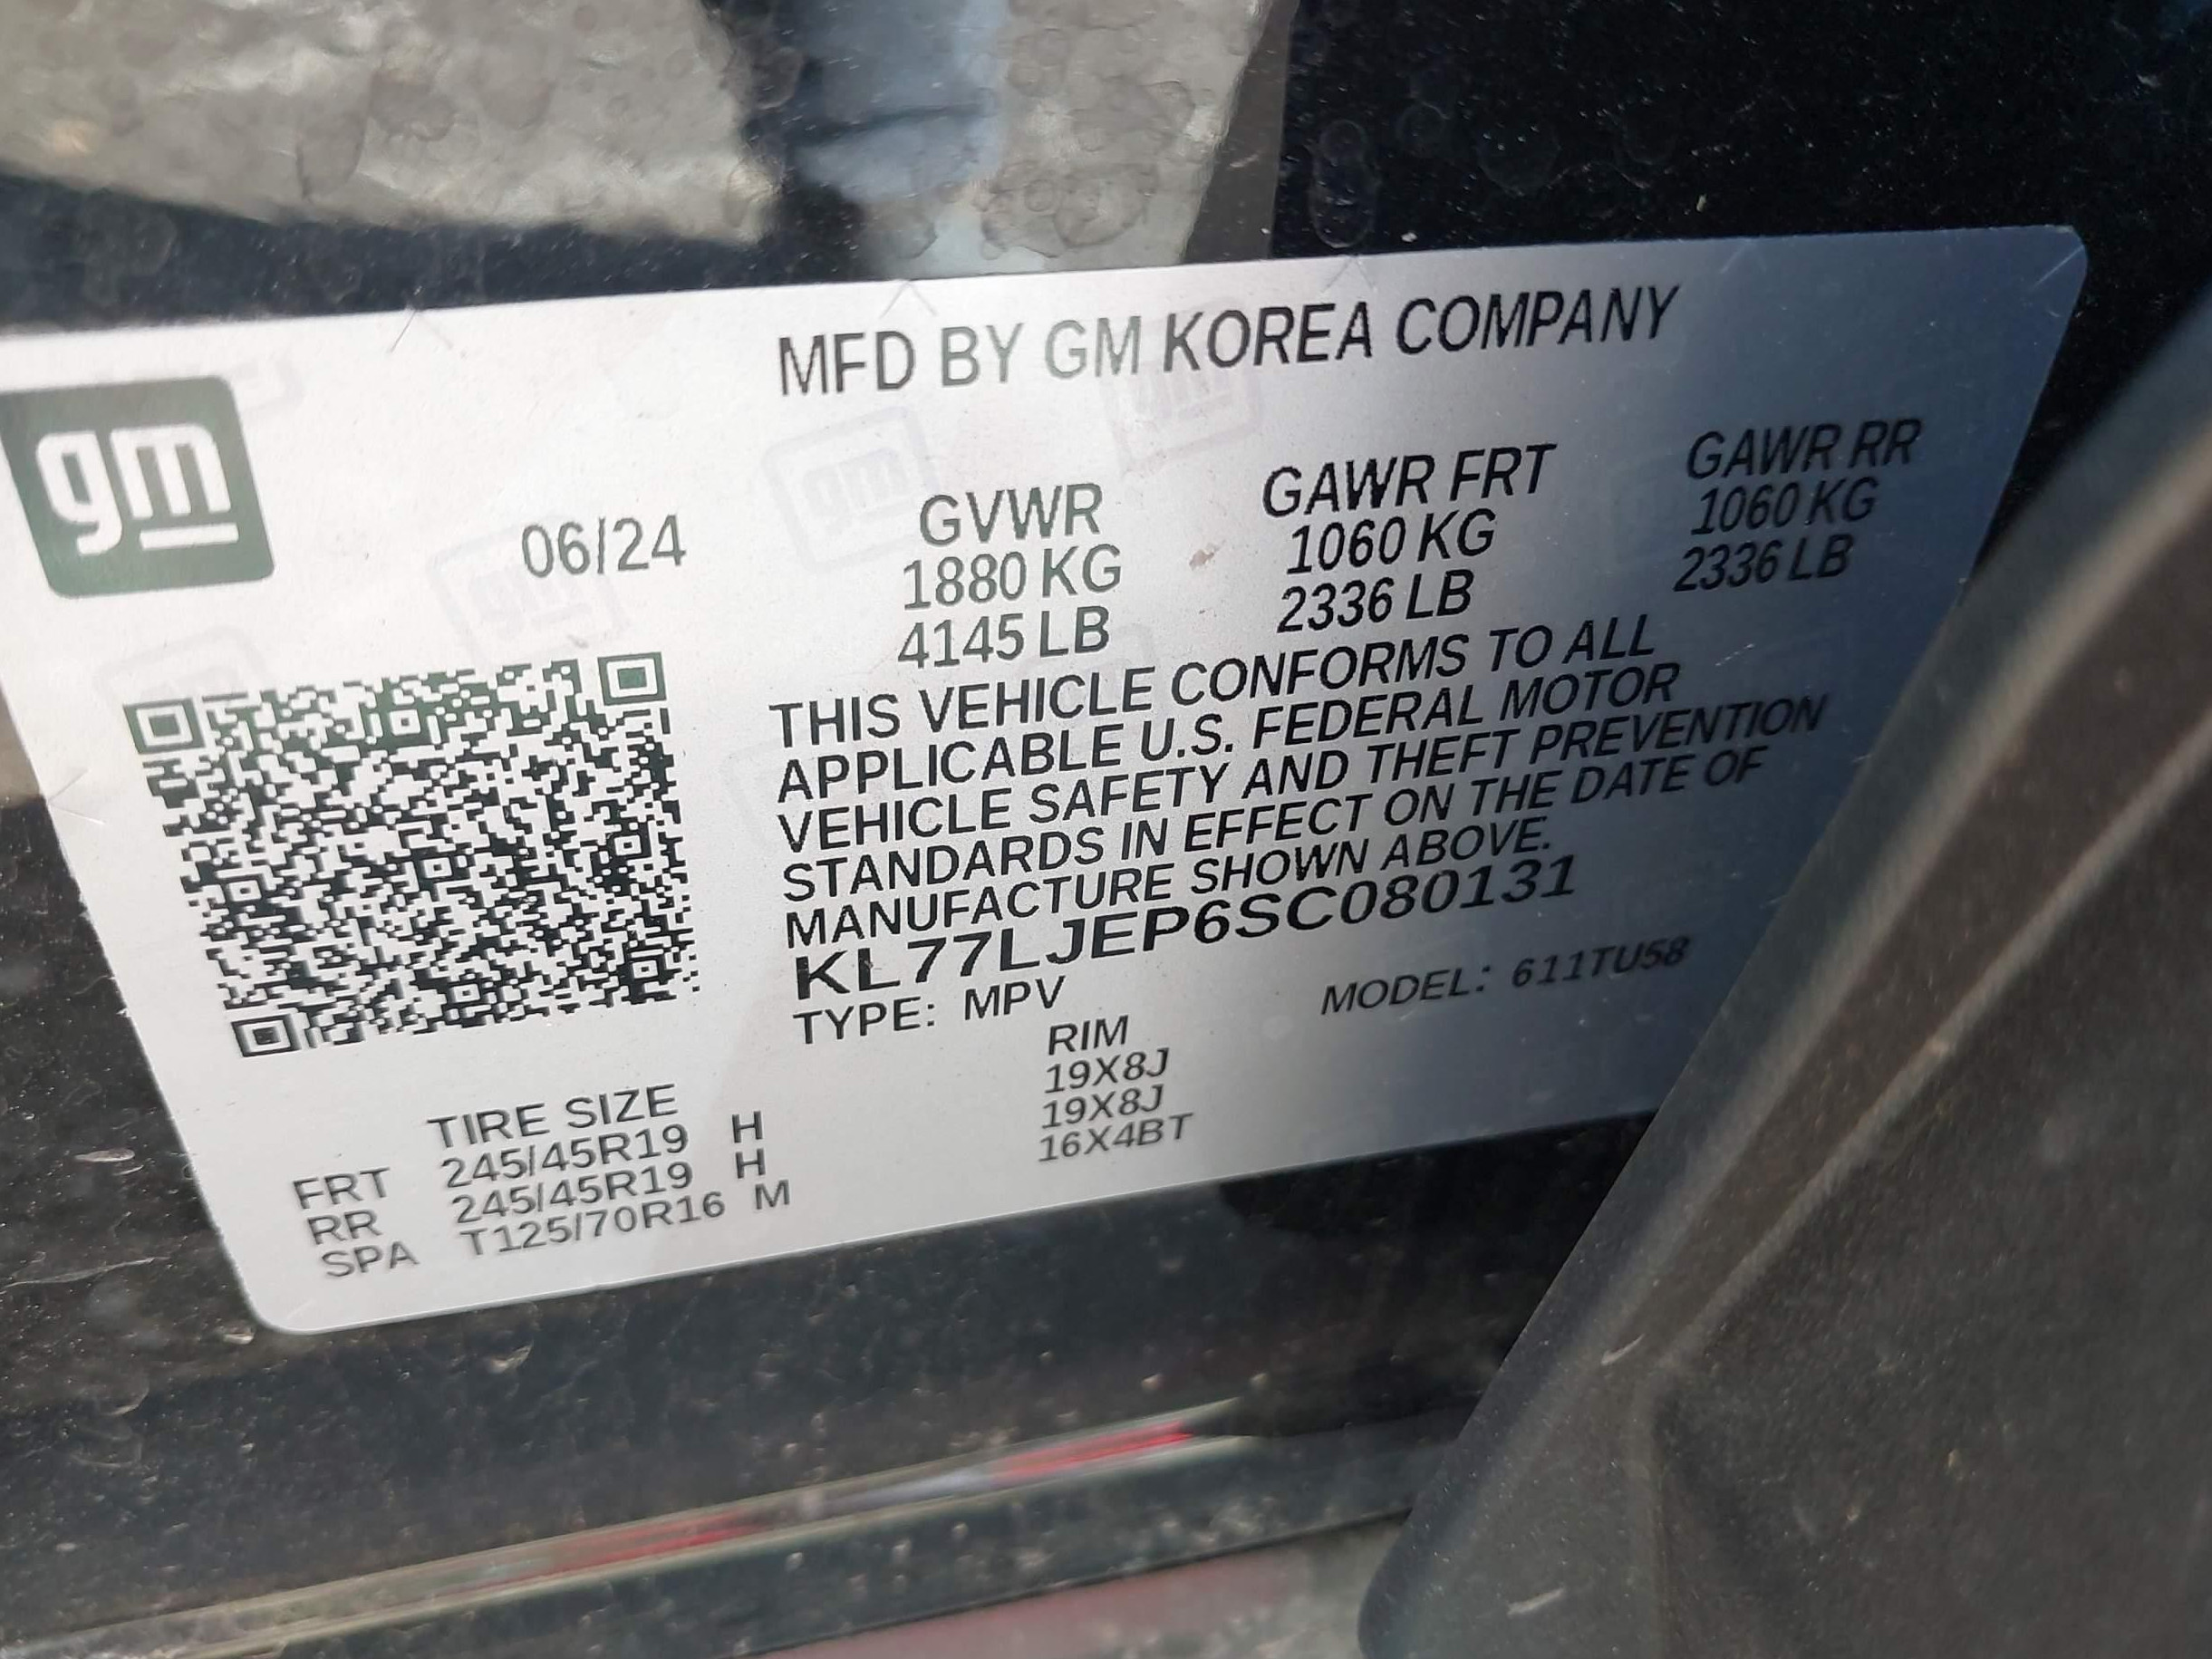 MFD BY GM KOREA COMPANY
gm
06/24
GVWR GAWR FRT GAWR RR
1880 KG 1060 KG 1060 KG
4145 LB 2336 LB 2336 LB
THIS VEHICLE CONFORMS TO ALL
APPLICABLE U.S. FEDERAL MOTOR
VEHICLE SAFETY AND THEFT PREVENTION
STANDARDS IN EFFECT ON THE DATE OF
MANUFACTURE SHOWN ABOVE.
KL77LJEP6SC080131
TYPE: MPV MODEL: 611TU58
TIRE SIZE RIM
FRT 245/45R19 H 19X8J
RR 245/45R19 H 19X8J
SPA T125/70R16 M 16X4BT